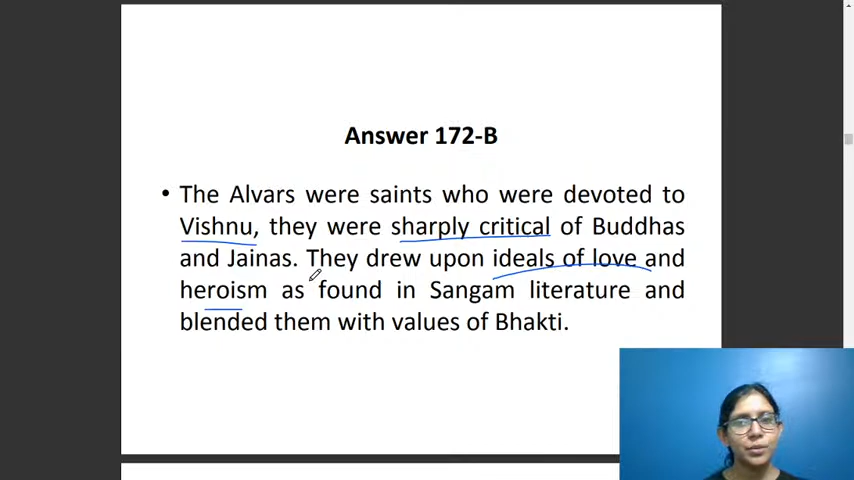 Answer 172-B
• The Alvars were saints who were devoted to
Vishnu, they were sharply critical of Buddhas
and Jainas. They drew upon ideals of love and
heroism as found in Sangam literature and
blended them with values of Bhakti.